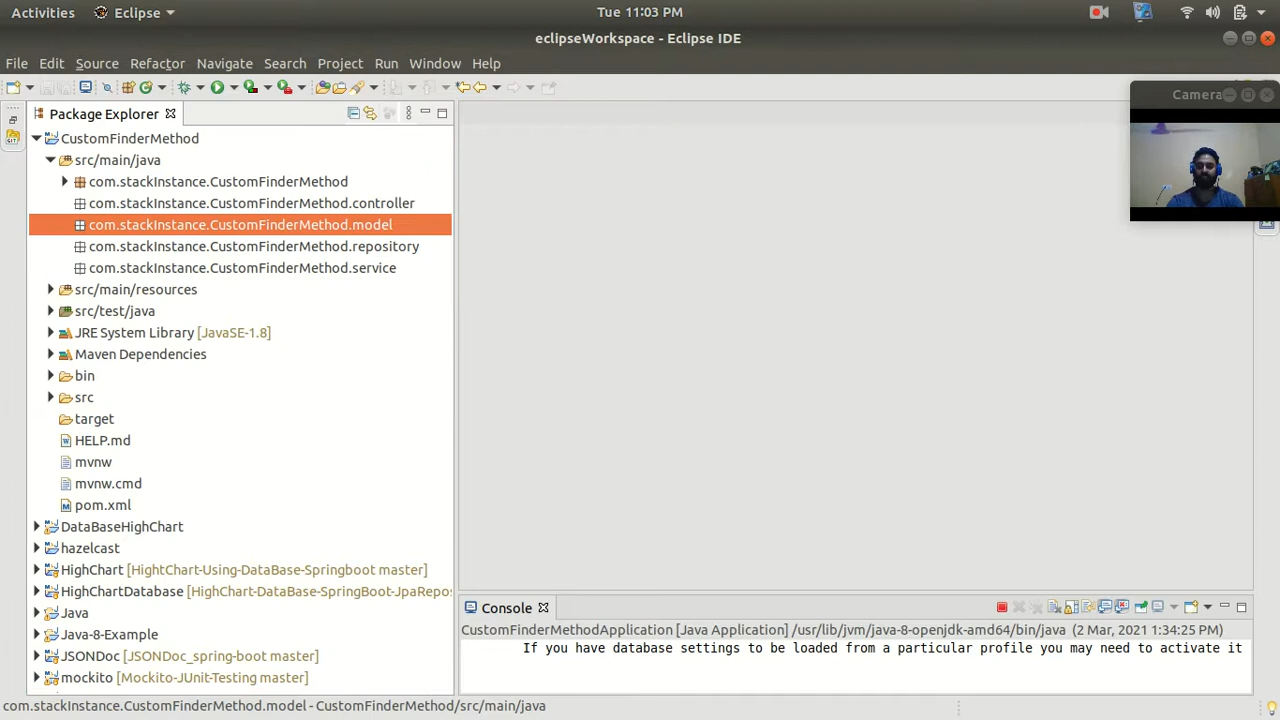 Activities
Eclipse
Tue 11:03 PM
eclipseWorkspace - Eclipse IDE
File Edit Source Refactor Navigate Search Project Run Window Help
Package Explorer
Camera
CustomFinderMethod
src/main/java
com.stackInstance.CustomFinderMethod
com.stackInstance.CustomFinderMethod.controller
com.stackInstance.CustomFinderMethod.model
com.stackInstance.CustomFinderMethod.repository
com.stackInstance.CustomFinderMethod.service
src/main/resources
src/test/java
JRE System Library [JavaSE-1.8]
Maven Dependencies
bin
src
target
HELP.md
mvnw
mvnw.cmd
pom.xml
DataBaseHighChart
hazelcast
HighChart [HightChart-Using-DataBase-Springboot master]
HighChartDatabase [HighChart-DataBase-SpringBoot-JpaRepos
Java
Java-8-Example
JSONDoc [JSONDoc_spring-boot master]
mockito [Mockito-JUnit-Testing master]
Console
CustomFinderMethodApplication [Java Application] /usr/lib/jvm/java-8-openjdk-amd64/bin/java (2 Mar, 2021 1:34:25 PM)
If you have database settings to be loaded from a particular profile you may need to activate it
com.stackInstance.CustomFinderMethod.model - CustomFinderMethod/src/main/java